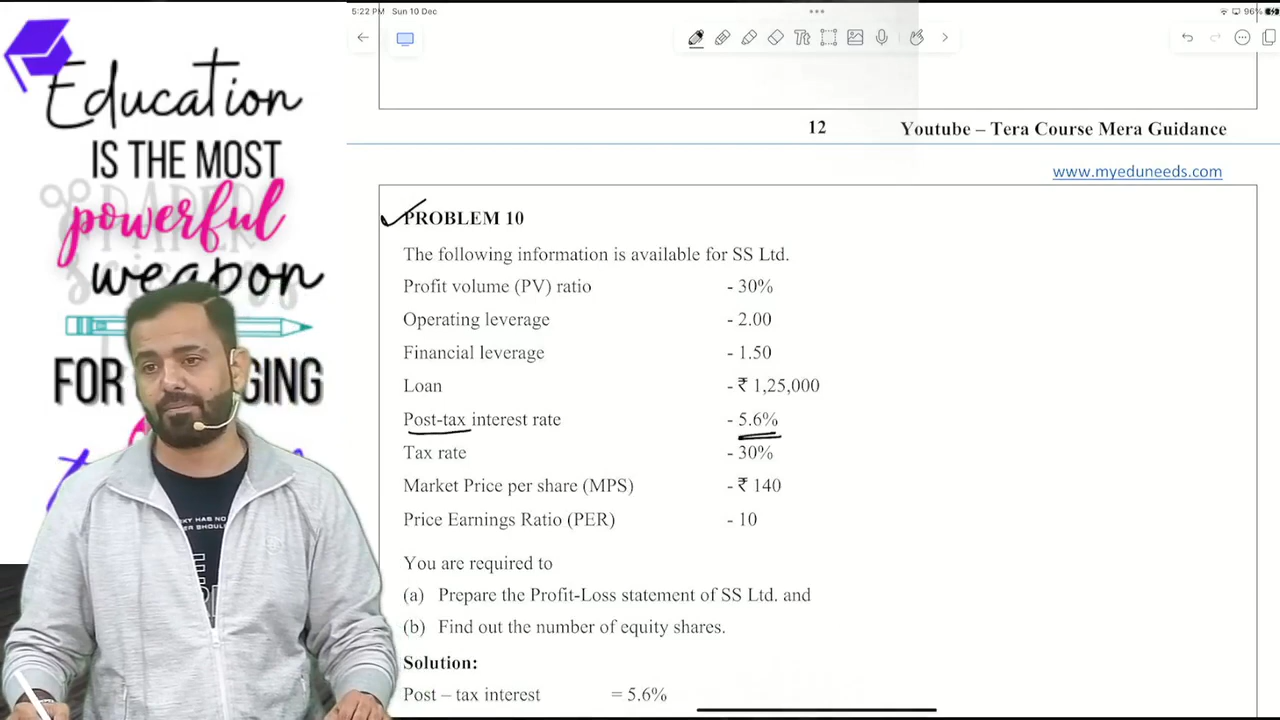 5:22 PM Sun 10 Dec
96%
Education
IS THE MOST
powerful
weapon
FOR
GING
12 Youtube – Tera Course Mera Guidance
www.myeduneeds.com
PROBLEM 10
The following information is available for SS Ltd.
Profit volume (PV) ratio - 30%
Operating leverage - 2.00
Financial leverage - 1.50
Loan - ₹ 1,25,000
Post-tax interest rate - 5.6%
Tax rate - 30%
Market Price per share (MPS) - ₹ 140
Price Earnings Ratio (PER) - 10
You are required to
(a) Prepare the Profit-Loss statement of SS Ltd. and
(b) Find out the number of equity shares.
Solution:
Post – tax interest = 5.6%